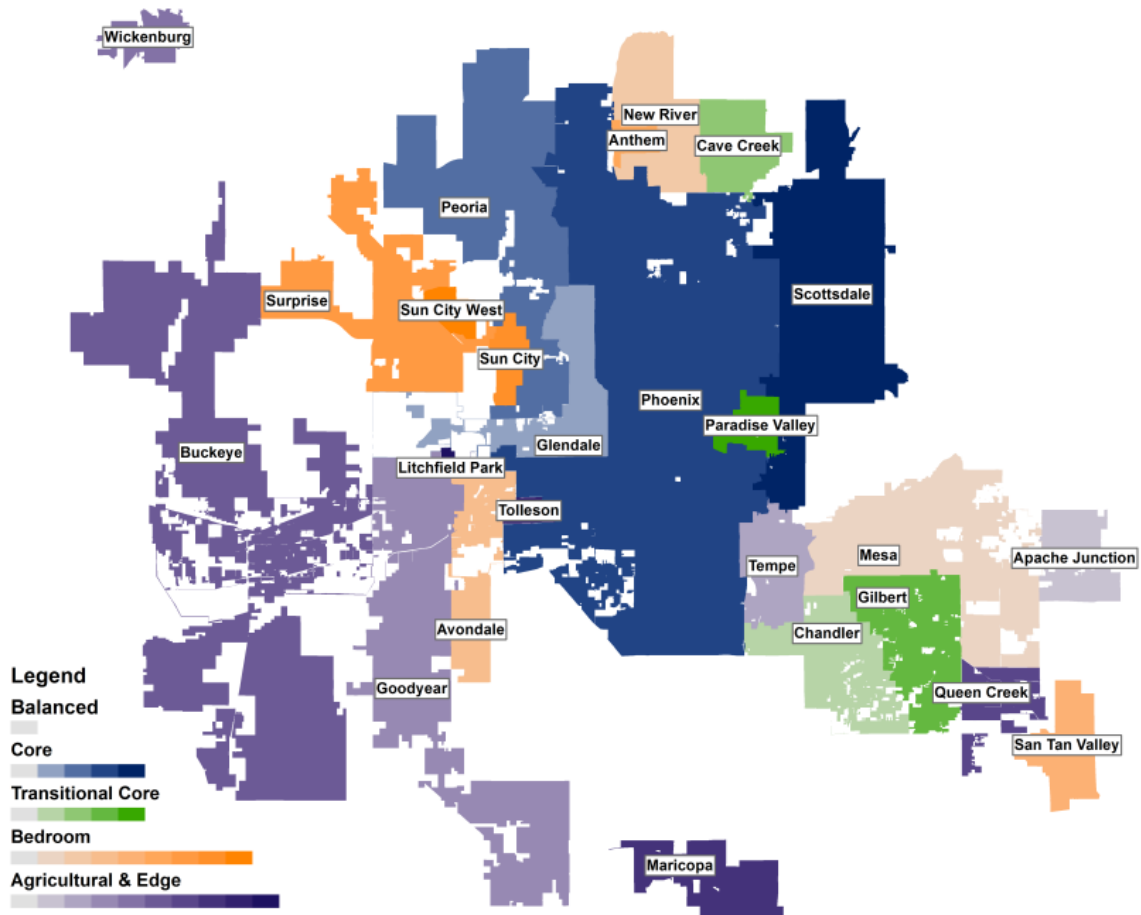 Wickenburg
New River
Anthem
Cave Creek
Peoria
Scottsdale
Surprise
Sun City West
Sun City
Phoenix
Paradise Valley
Glendale
Buckeye
Litchfield Park
Tolleson
Mesa
Apache Junction
Tempe
Gilbert
Avondale
Chandler
Goodyear
Queen Creek
San Tan Valley
Maricopa
Legend
Balanced
Core
Transitional Core
Bedroom
Agricultural & Edge